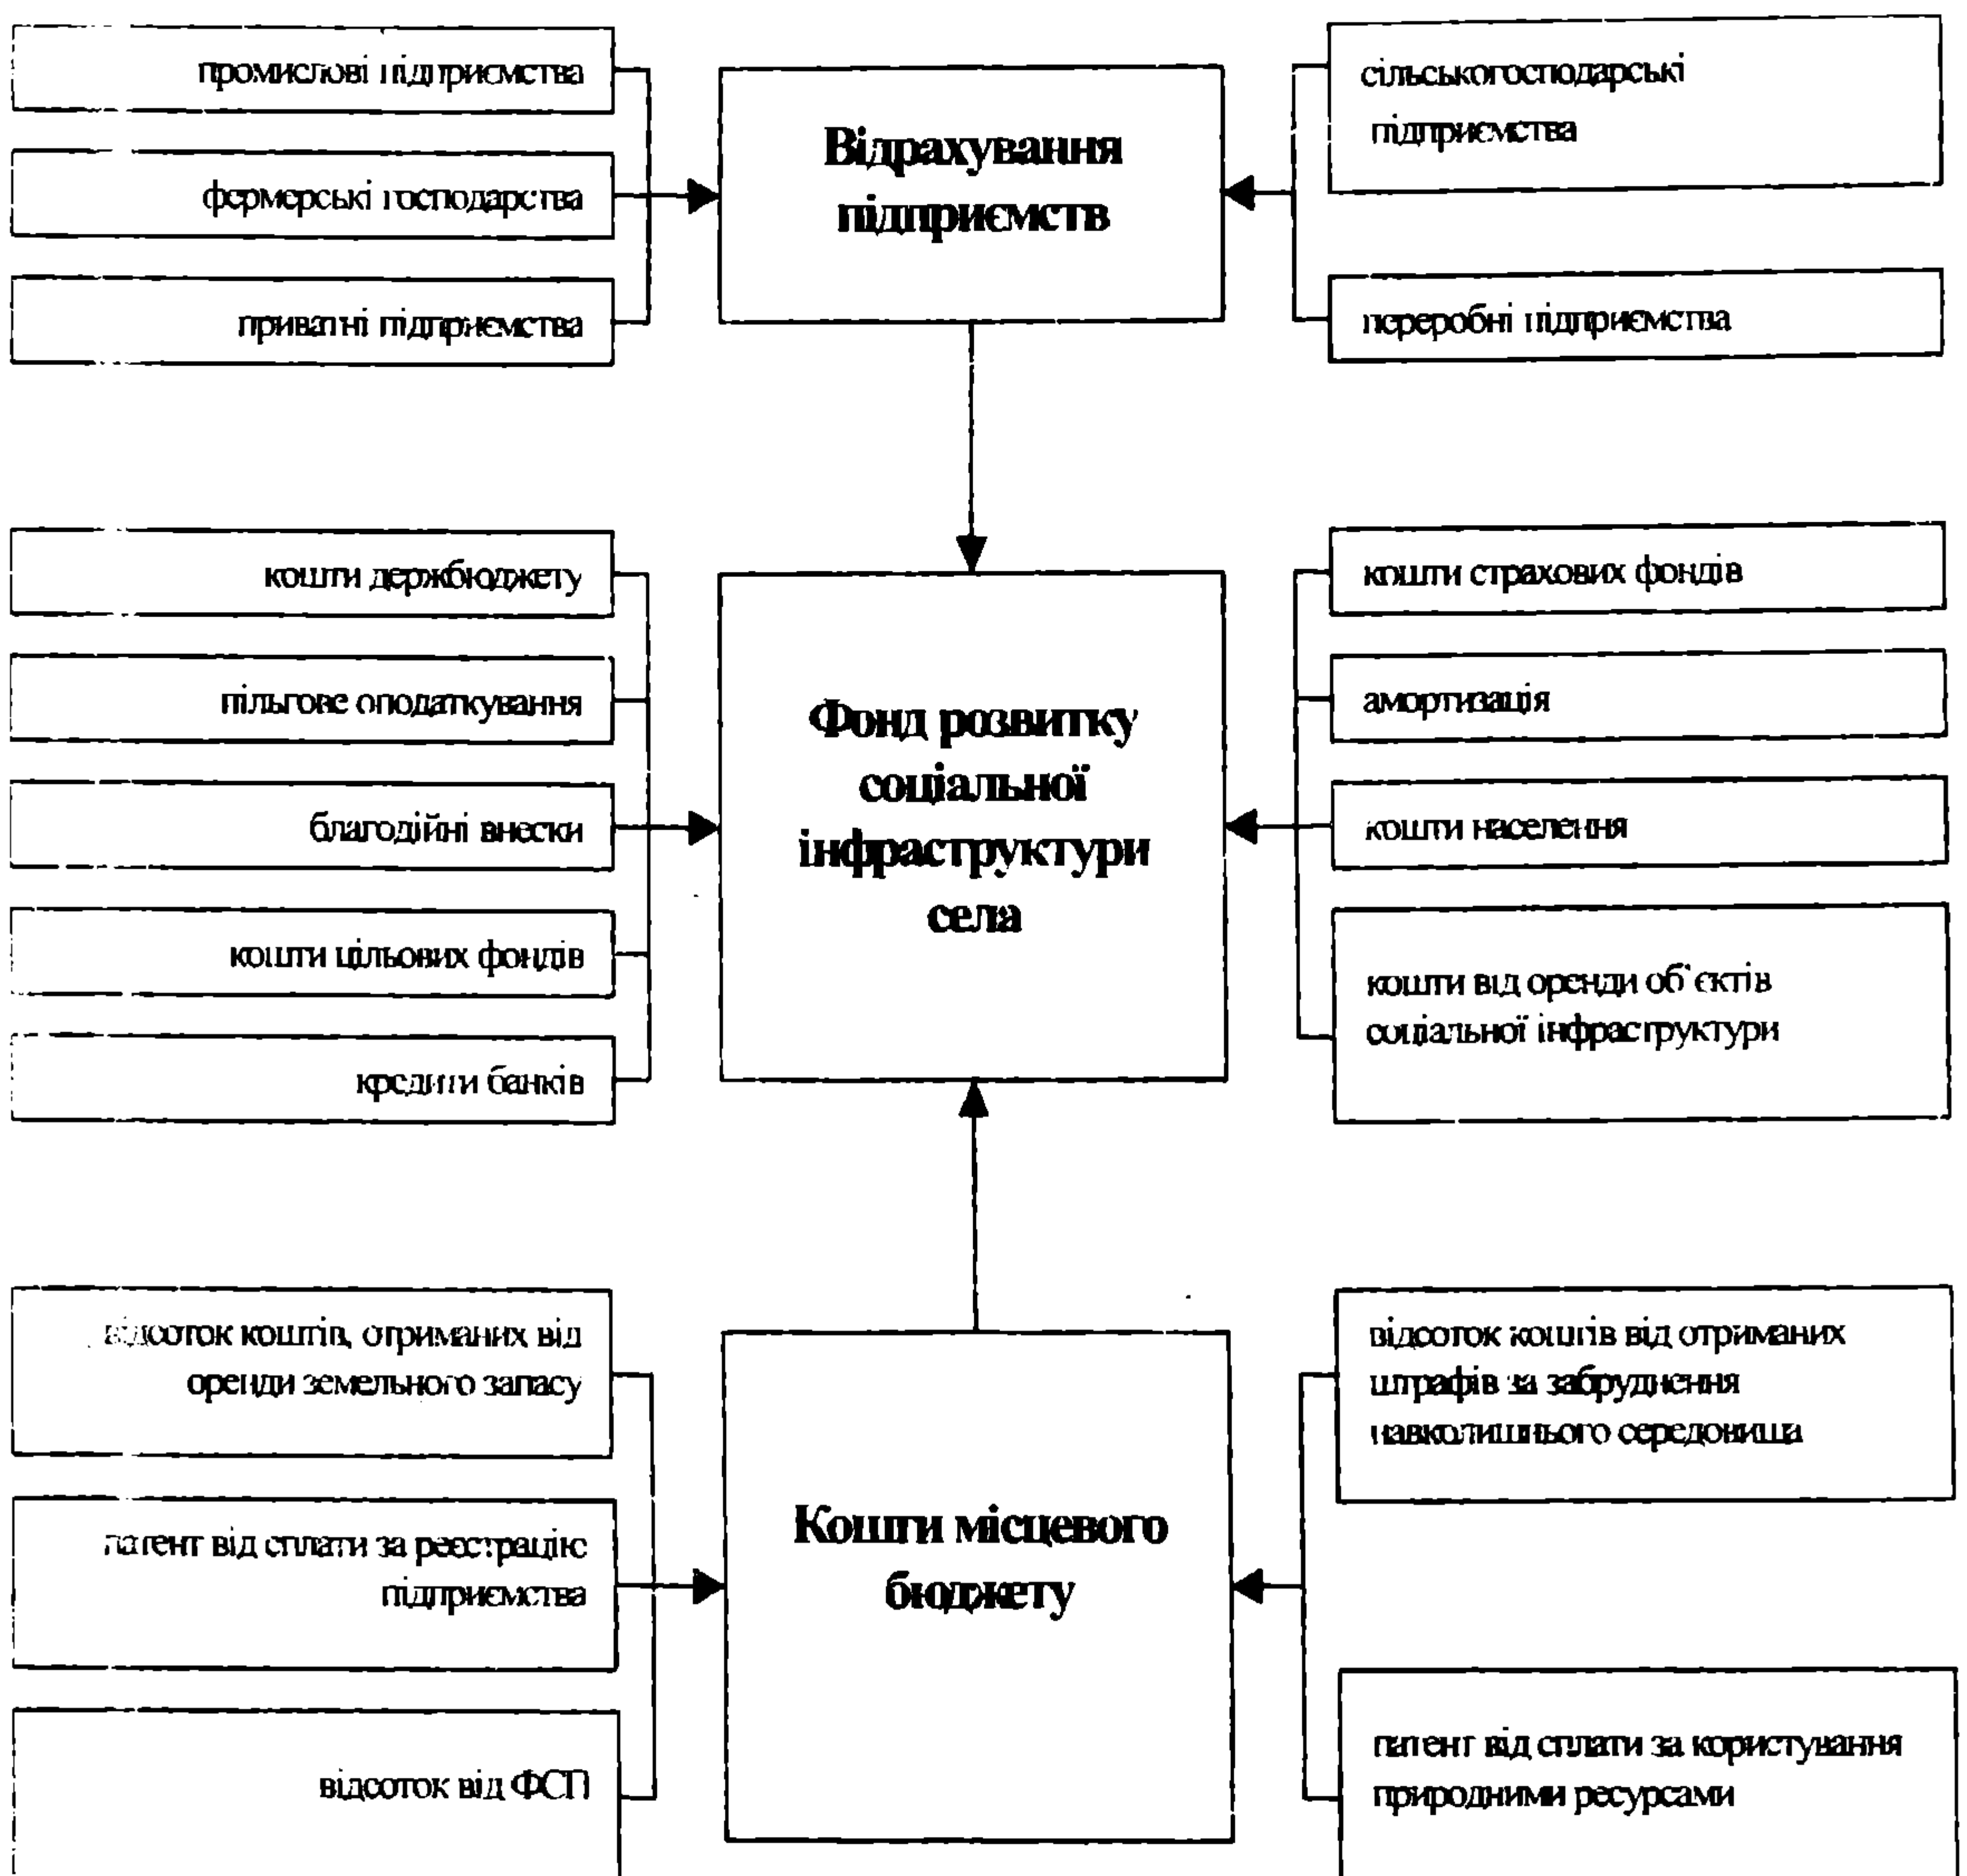 промислові підприємства
фермерські господарства
приватні підприємства
Відрахування
підприємств
сільськогосподарські
підприємства
переробні підприємства
кошти держбюджету
пільгове оподаткування
благодійні внески
кошти цільових фондів
кредити банків
Фонд розвитку
соціальної
інфраструктури
села
кошти страхових фондів
амортизація
кошти населення
кошти від оренди об`єктів
соціальної інфраструктури
відсоток коштів, отриманих від
оренди земельного запасу
патент від сплати за реєстрацію
підприємства
відсоток від ФСП
Кошти місцевого
бюджету
відсоток коштів від отриманих
штрафів за забруднення
навколишнього середовища
патент від сплати за користування
природними ресурсами